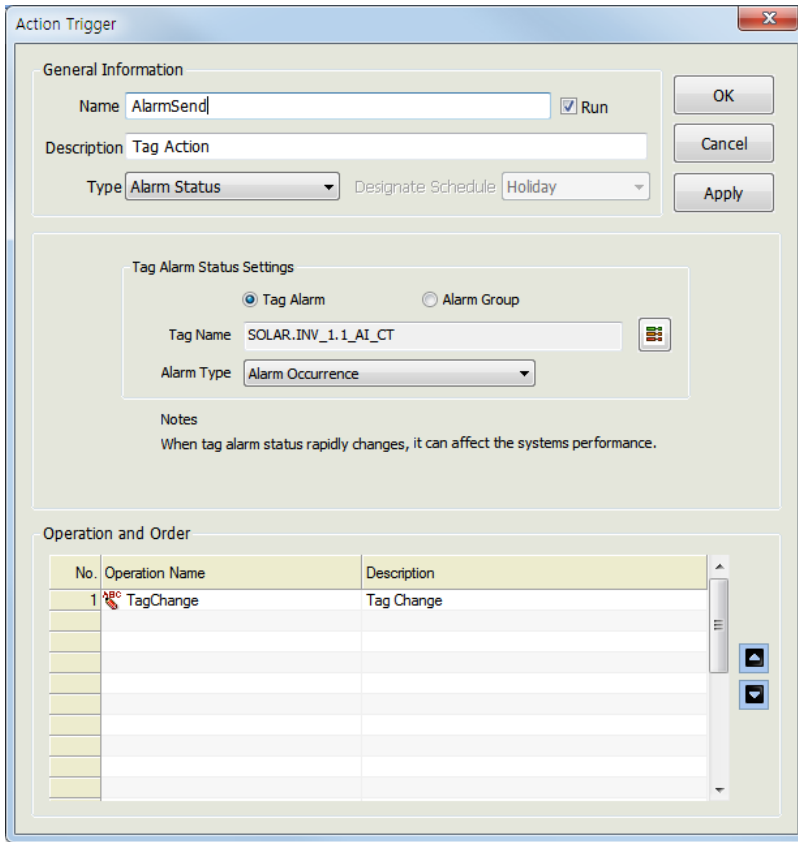 Action Trigger
x
General Information
Name AlarmSend Run
OK
Description Tag Action
Cancel
Type Alarm Status Designate Schedule Holiday
Apply
Tag Alarm Status Settings
Tag Alarm Alarm Group
Tag Name SOLAR.INV_1.1_AI_CT
Alarm Type Alarm Occurrence
Notes
When tag alarm status rapidly changes, it can affect the systems performance.
Operation and Order
No. Operation Name Description
1 ABC TagChange Tag Change